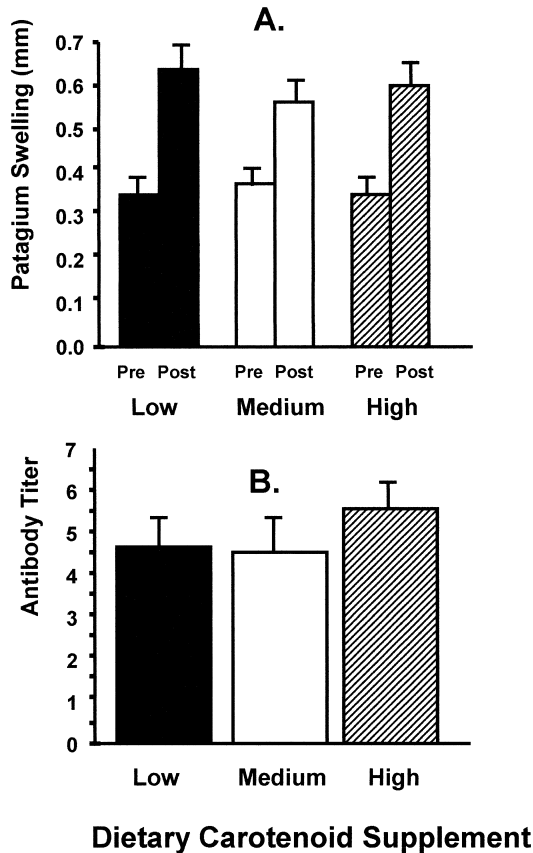 A.
Patagium Swelling (mm)
0.7
0.6
0.5
0.4
0.3
0.2
0.1
0.0
Pre Post Pre Post Pre Post
Low Medium High
B.
Antibody Titer
7
6
5
4
3
2
1
0
Low Medium High
Dietary Carotenoid Supplement